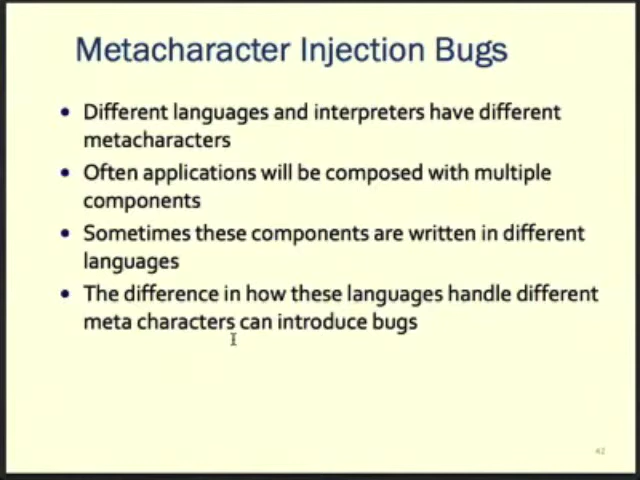 Metacharacter Injection Bugs
• Different languages and interpreters have different
metacharacters
• Often applications will be composed with multiple
components
• Sometimes these components are written in different
languages
• The difference in how these languages handle different
meta characters can introduce bugs
42